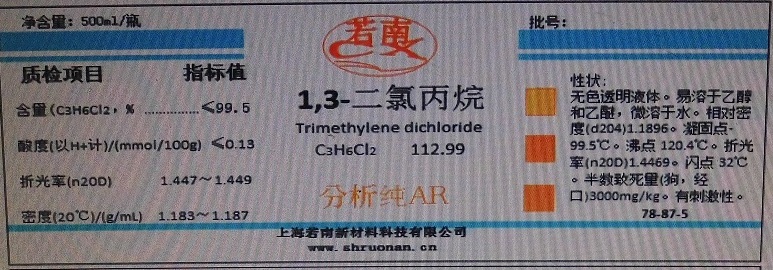 净含量：500ml/瓶
质检项目 指标值
含量(C3H6Cl2，% ..............≤99.5
酸度(以H+计)/(mmol/100g) ≤0.13
折光率(n20D) 1.447～1.449
密度(20℃)/(g/mL) 1.183～1.187
若南
1,3-二氯丙烷
Trimethylene dichloride
C3H6Cl2 112.99
分析纯AR
上海若南新材料科技有限公司
www.shruonan.cn
批号：
性状：
无色透明液体。易溶于乙醇
和乙醚，微溶于水。相对密
度(d204)1.1896。凝固点-
99.5℃。沸点 120.4℃。折光
率(n20D)1.4469。闪点 32℃
。半数致死量(狗，经
口)3000mg/kg。有刺激性。
78-87-5